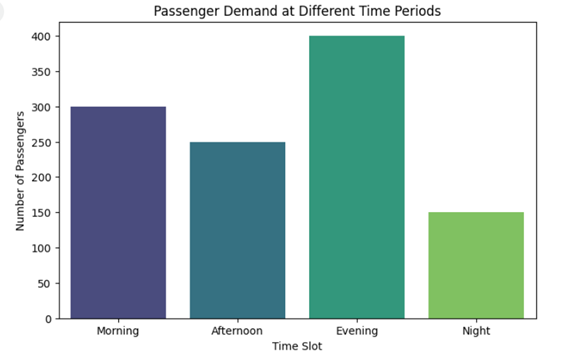 Passenger Demand at Different Time Periods
Number of Passengers
400
350
300
250
200
150
100
50
0
Morning Afternoon Evening Night
Time Slot